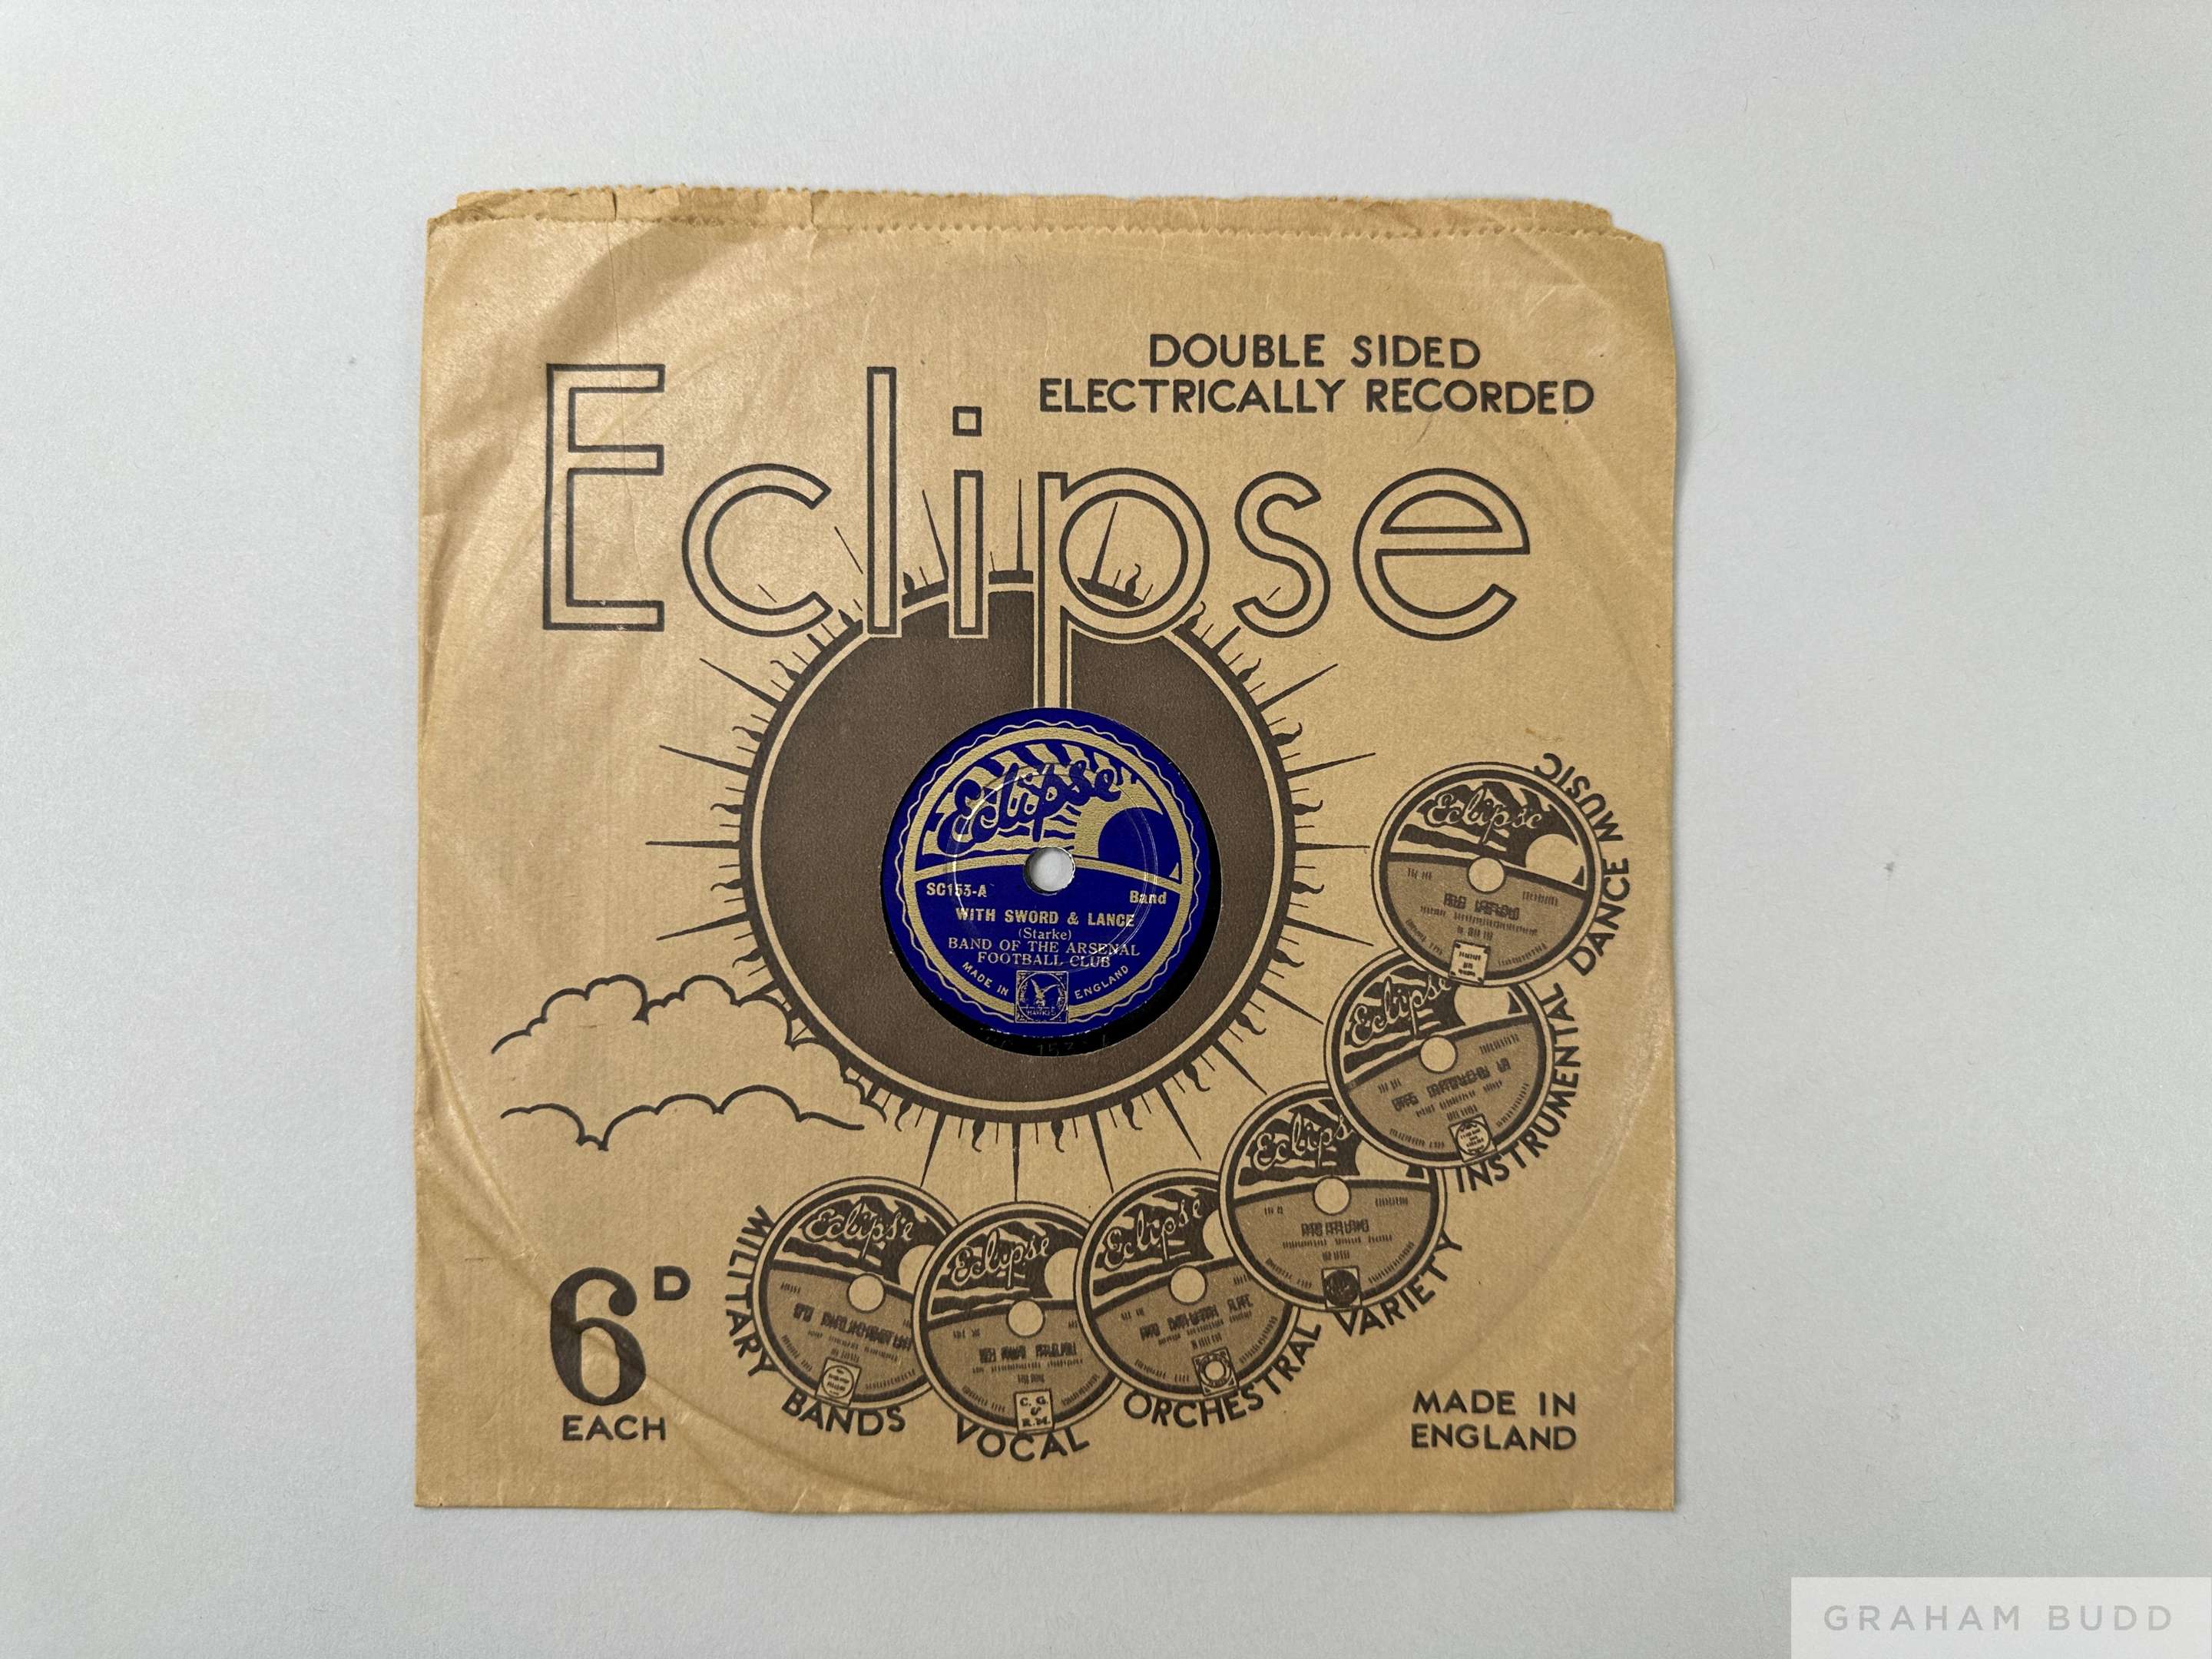 DOUBLE SIDED
ELECTRICALLY RECORDED
Eclipse
Eclipse
SC153-A
Band
WITH SWORD & LANCE
(Starke)
BAND OF THE ARSENAL
FOOTBALL CLUB
MADE IN ENGLAND
HAWKES
DANCE MUSIC
Eclipse
INSTRUMENTAL
Eclipse
VARIETY
Eclipse
ORCHESTRAL
Eclipse
VOCAL
Eclipse
C. G.
&
R.M.
MILITARY BANDS
Eclipse
6D
EACH
MADE IN
ENGLAND
GRAHAM BUDD